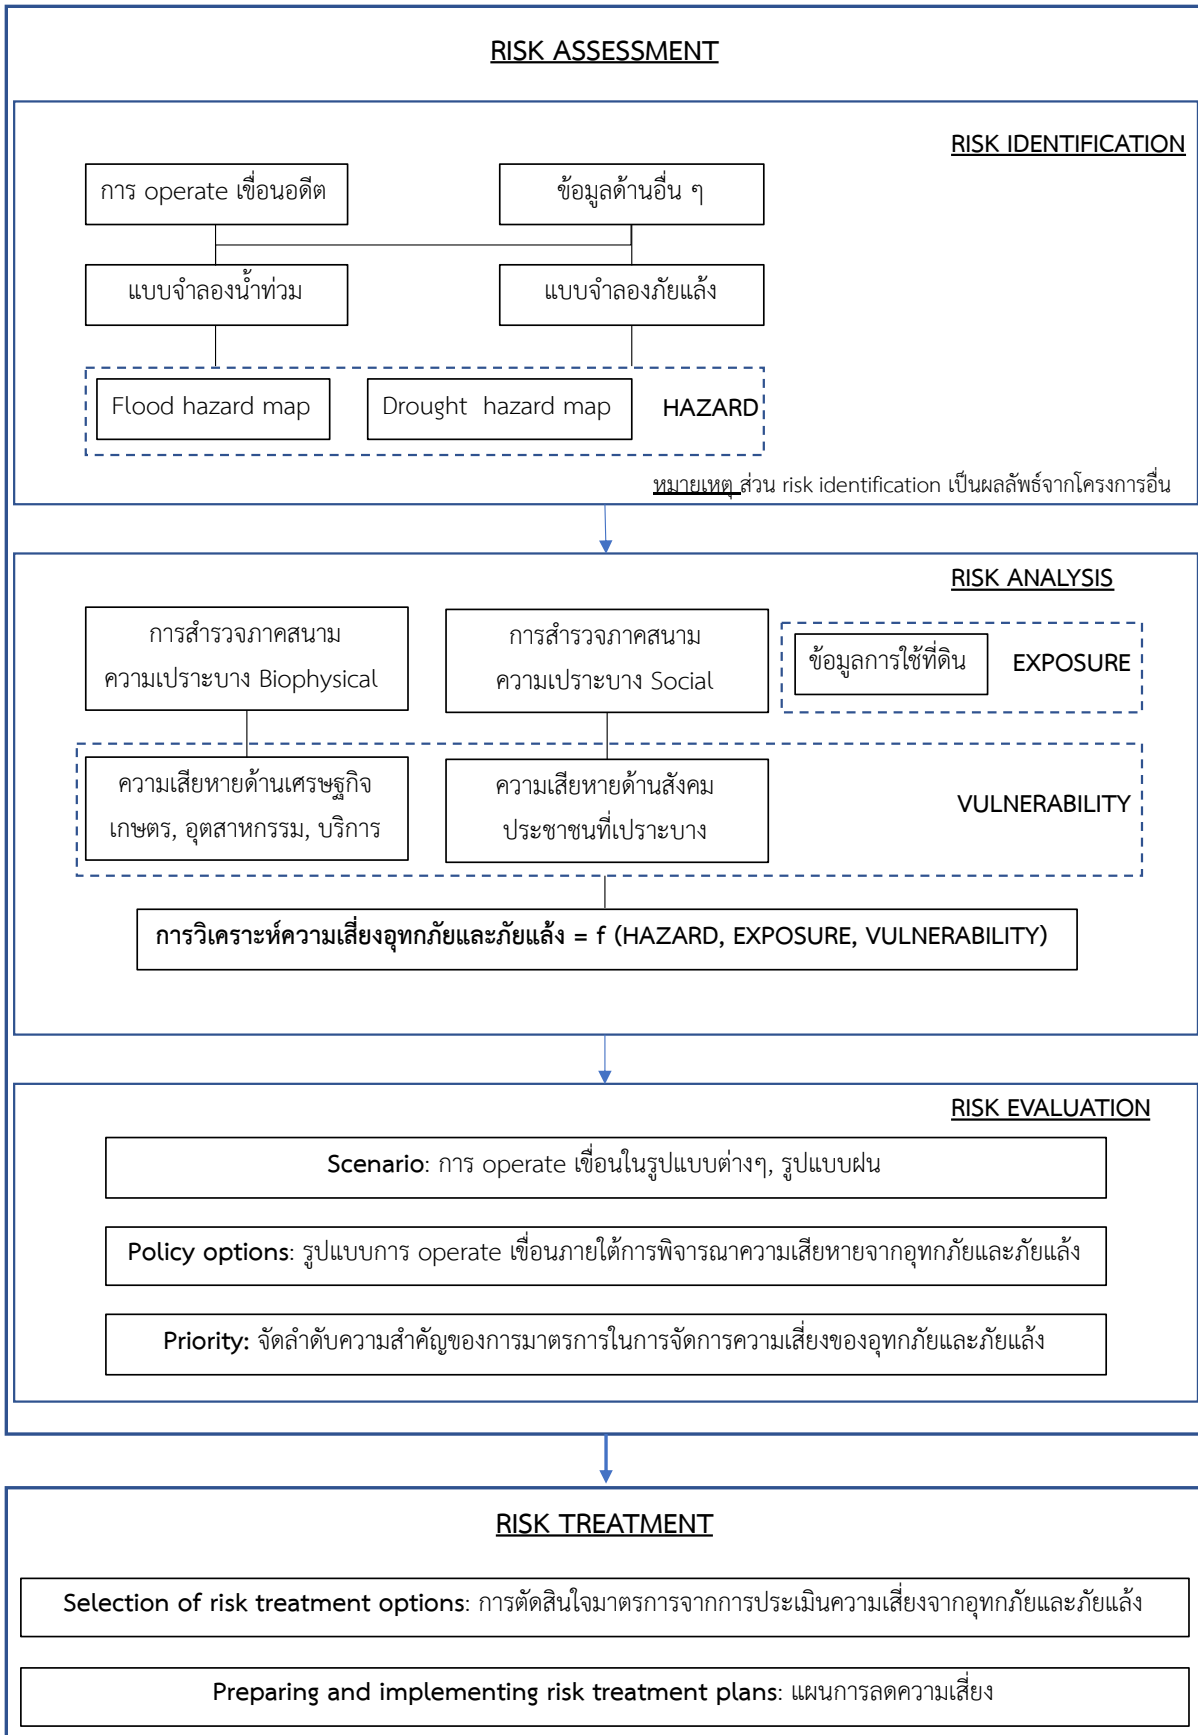 RISK ASSESSMENT
RISK IDENTIFICATION
การ operate เขื่อนอดีต
ข้อมูลด้านอื่น ๆ
แบบจำลองน้ำท่วม
แบบจำลองภัยแล้ง
Flood hazard map
Drought hazard map
HAZARD
หมายเหตุ ส่วน risk identification เป็นผลลัพธ์จากโครงการอื่น
RISK ANALYSIS
การสำรวจภาคสนาม
ความเปราะบาง Biophysical
การสำรวจภาคสนาม
ความเปราะบาง Social
ข้อมูลการใช้ที่ดิน
EXPOSURE
ความเสียหายด้านเศรษฐกิจ
เกษตร, อุตสาหกรรม, บริการ
ความเสียหายด้านสังคม
ประชาชนที่เปราะบาง
VULNERABILITY
การวิเคราะห์ความเสี่ยงอุทกภัยและภัยแล้ง = f (HAZARD, EXPOSURE, VULNERABILITY)
RISK EVALUATION
Scenario: การ operate เขื่อนในรูปแบบต่างๆ, รูปแบบฝน
Policy options: รูปแบบการ operate เขื่อนภายใต้การพิจารณาความเสียหายจากอุทกภัยและภัยแล้ง
Priority: จัดลำดับความสำคัญของการมาตรการในการจัดการความเสี่ยงของอุทกภัยและภัยแล้ง
RISK TREATMENT
Selection of risk treatment options: การตัดสินใจมาตรการจากการประเมินความเสี่ยงจากอุทกภัยและภัยแล้ง
Preparing and implementing risk treatment plans: แผนการลดความเสี่ยง